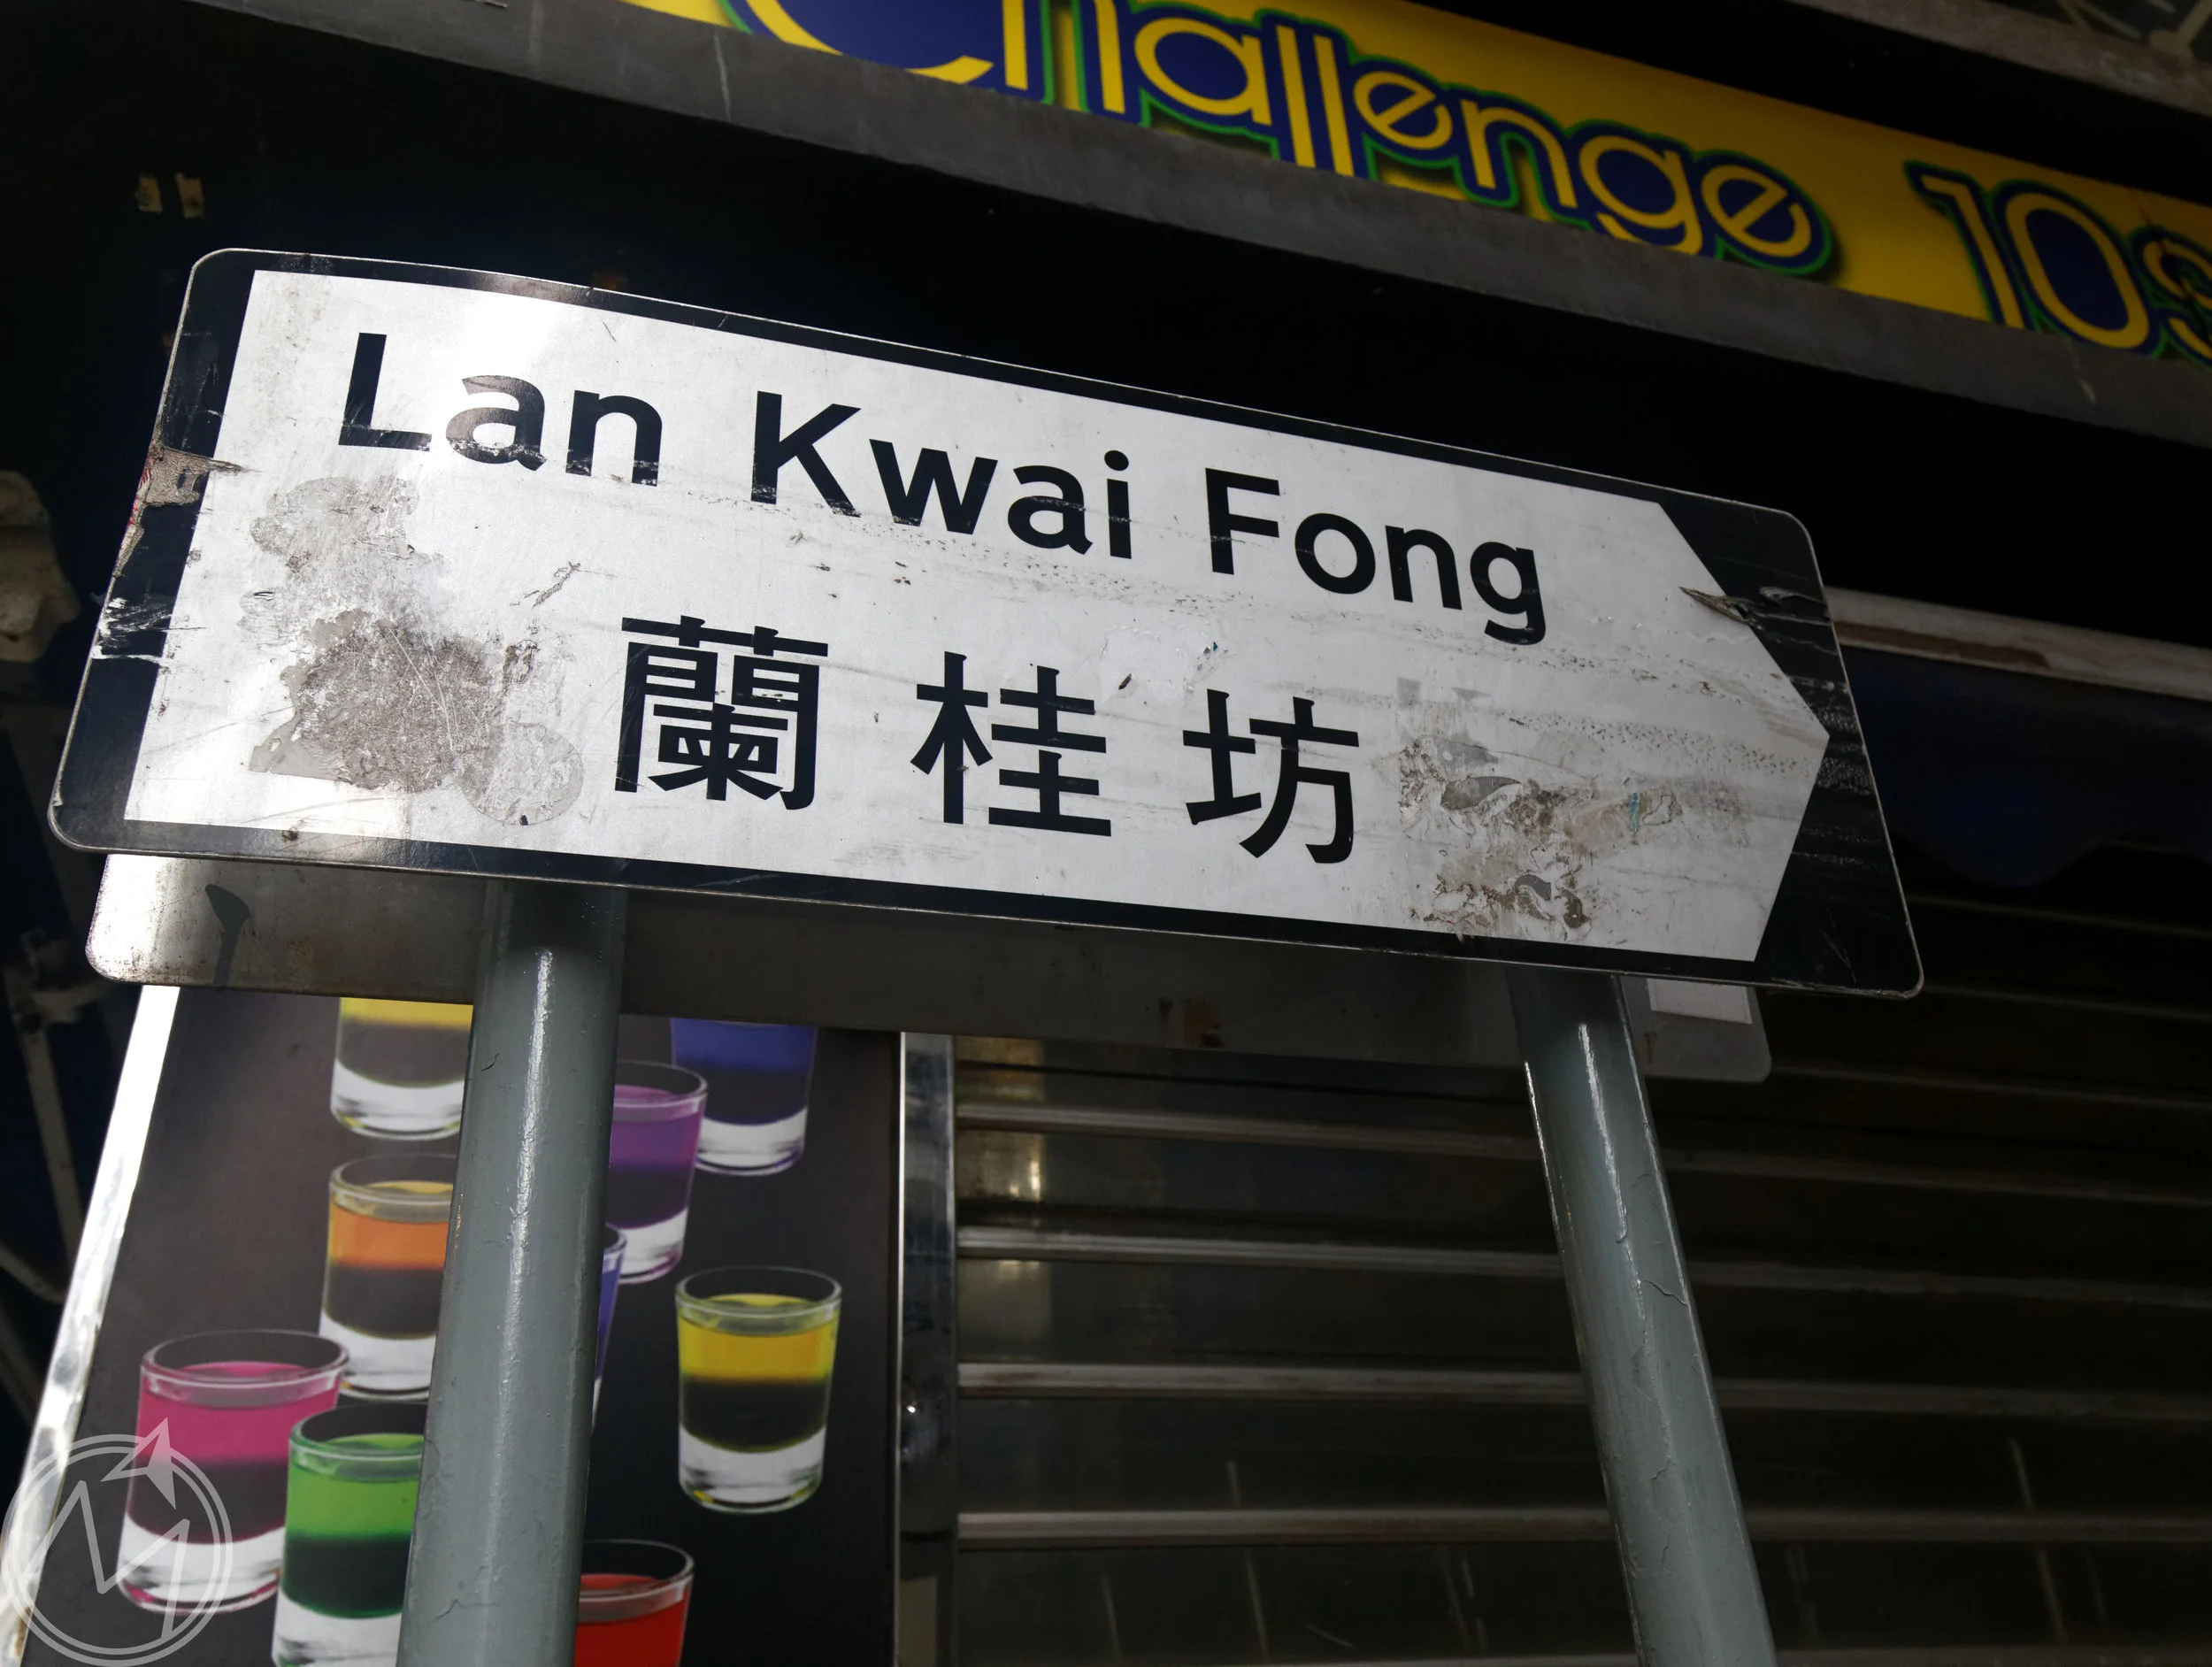 Challenge 10s
Lan Kwai Fong
蘭桂坊